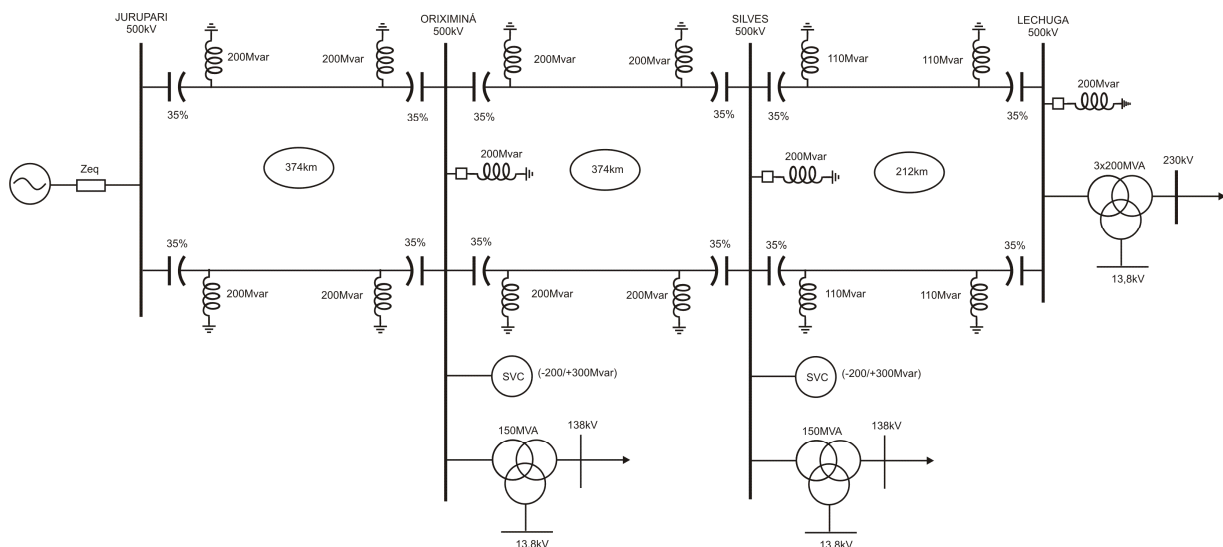 JURUPARI
500kV
ORIXIMINÁ
500kV
SILVES
500kV
LECHUGA
500kV
200Mvar
200Mvar
200Mvar
200Mvar
110Mvar
110Mvar
35%
35%
35%
35%
35%
35%
200Mvar
Zeq
374km
200Mvar
374km
200Mvar
212km
3x200MVA
230kV
13,8kV
35%
35%
35%
35%
35%
35%
200Mvar
200Mvar
200Mvar
200Mvar
110Mvar
110Mvar
SVC
(-200/+300Mvar)
SVC
(-200/+300Mvar)
150MVA
138kV
150MVA
138kV
13,8kV
13,8kV